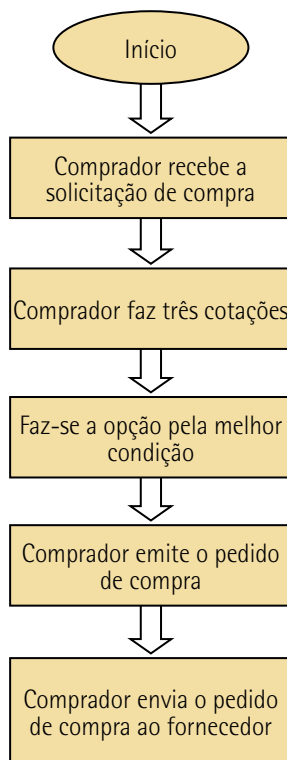 Início
Comprador recebe a
solicitação de compra
Comprador faz três cotações
Faz-se a opção pela melhor
condição
Comprador emite o pedido
de compra
Comprador envia o pedido
de compra ao fornecedor